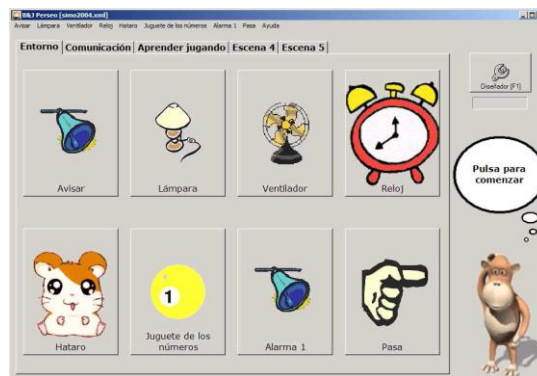 B&J Perseo [simo2004.xml]
Avisar Lámpara Ventilador Reloj Hataro Juguete de los números Alarma 1 Pasa Ayuda
Entorno Comunicación Aprender jugando Escena 4 Escena 5
Diseñador [F1]
Avisar
Lámpara
Ventilador
Reloj
Pulsa para
comenzar
1
Hataro
Juguete de los
números
Alarma 1
Pasa